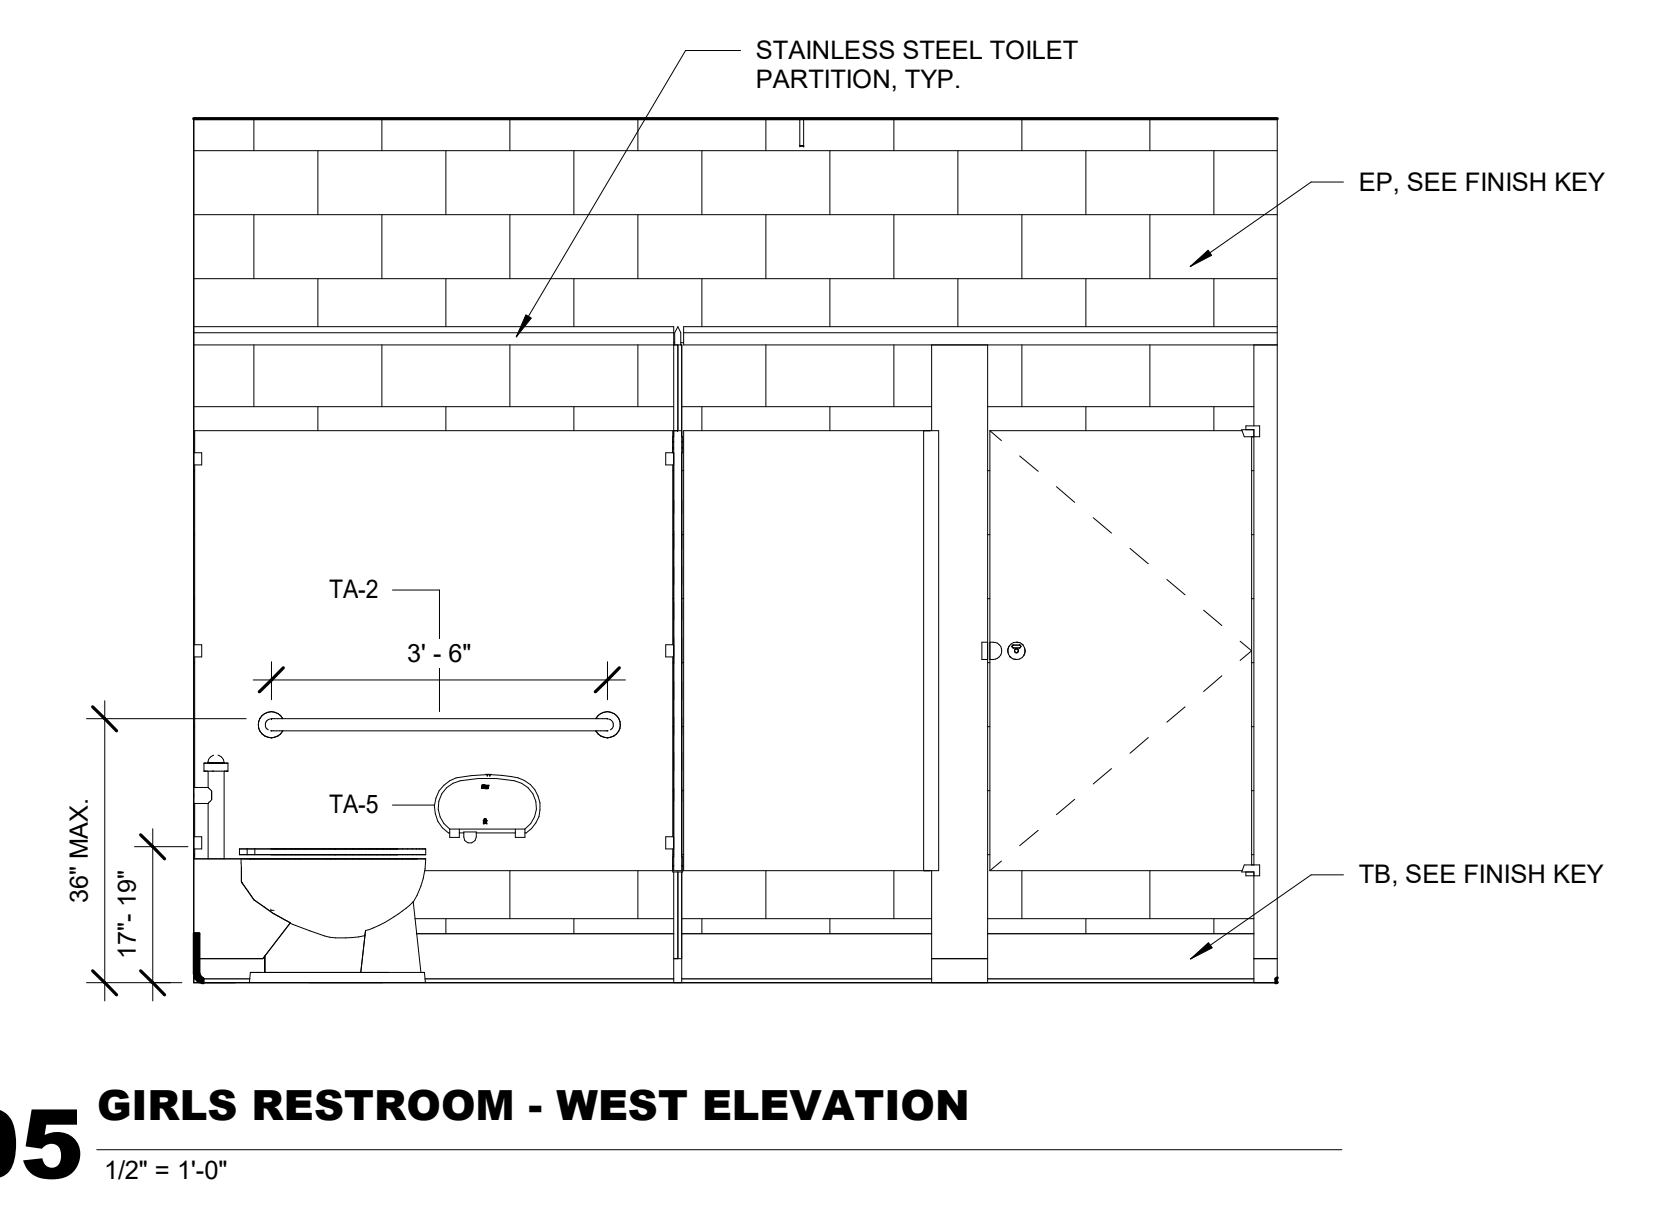 STAINLESS STEEL TOILET
PARTITION, TYP.
EP, SEE FINISH KEY
TA-2
3' - 6"
TA-5
36" MAX.
17"- 19"
TB, SEE FINISH KEY
05 GIRLS RESTROOM - WEST ELEVATION
1/2" = 1'-0"